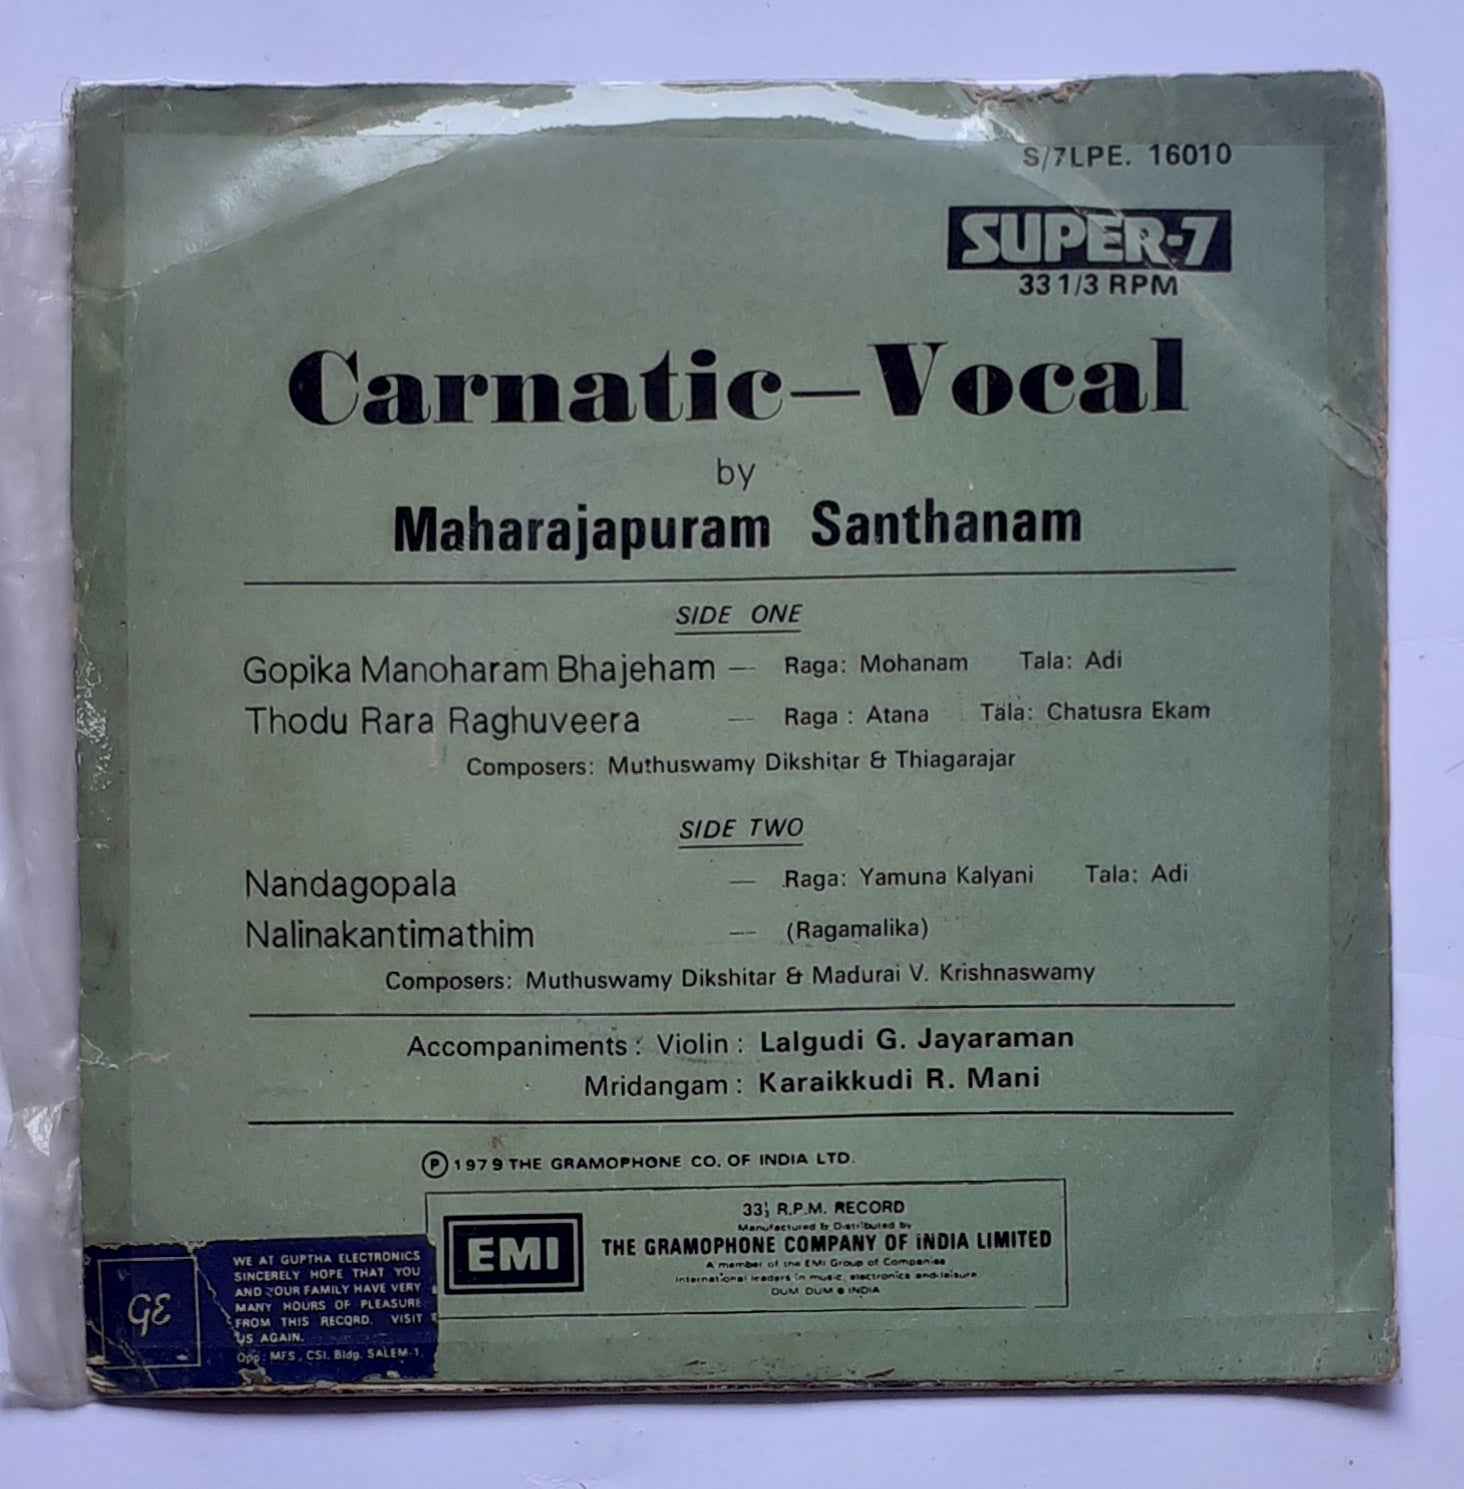 S/7LPE. 16010
SUPER-7
33 1/3 RPM
Carnatic—Vocal
by
Maharajapuram Santhanam
SIDE ONE
Gopika Manoharam Bhajeham — Raga: Mohanam Tala: Adi
Thodu Rara Raghuveera — Raga : Atana Tala: Chatusra Ekam
Composers: Muthuswamy Dikshitar & Thiagarajar
SIDE TWO
Nandagopala — Raga: Yamuna Kalyani Tala: Adi
Nalinakantimathim — (Ragamalika)
Composers: Muthuswamy Dikshitar & Madurai V. Krishnaswamy
Accompaniments : Violin : Lalgudi G. Jayaraman
Mridangam : Karaikkudi R. Mani
Ⓟ 1979 THE GRAMOPHONE CO. OF INDIA LTD.
EMI
33⅓ R.P.M. RECORD
Manufactured & Distributed by
THE GRAMOPHONE COMPANY OF INDIA LIMITED
A member of the EMI Group of Companies
International leaders in music, electronics and leisure
DUM DUM ● INDIA
GE
WE AT GUPTHA ELECTRONICS
SINCERELY HOPE THAT YOU
AND YOUR FAMILY HAVE VERY
MANY HOURS OF PLEASURE
FROM THIS RECORD. VISIT
US AGAIN.
Opp: MFS, CSI. Bldg. SALEM-1.